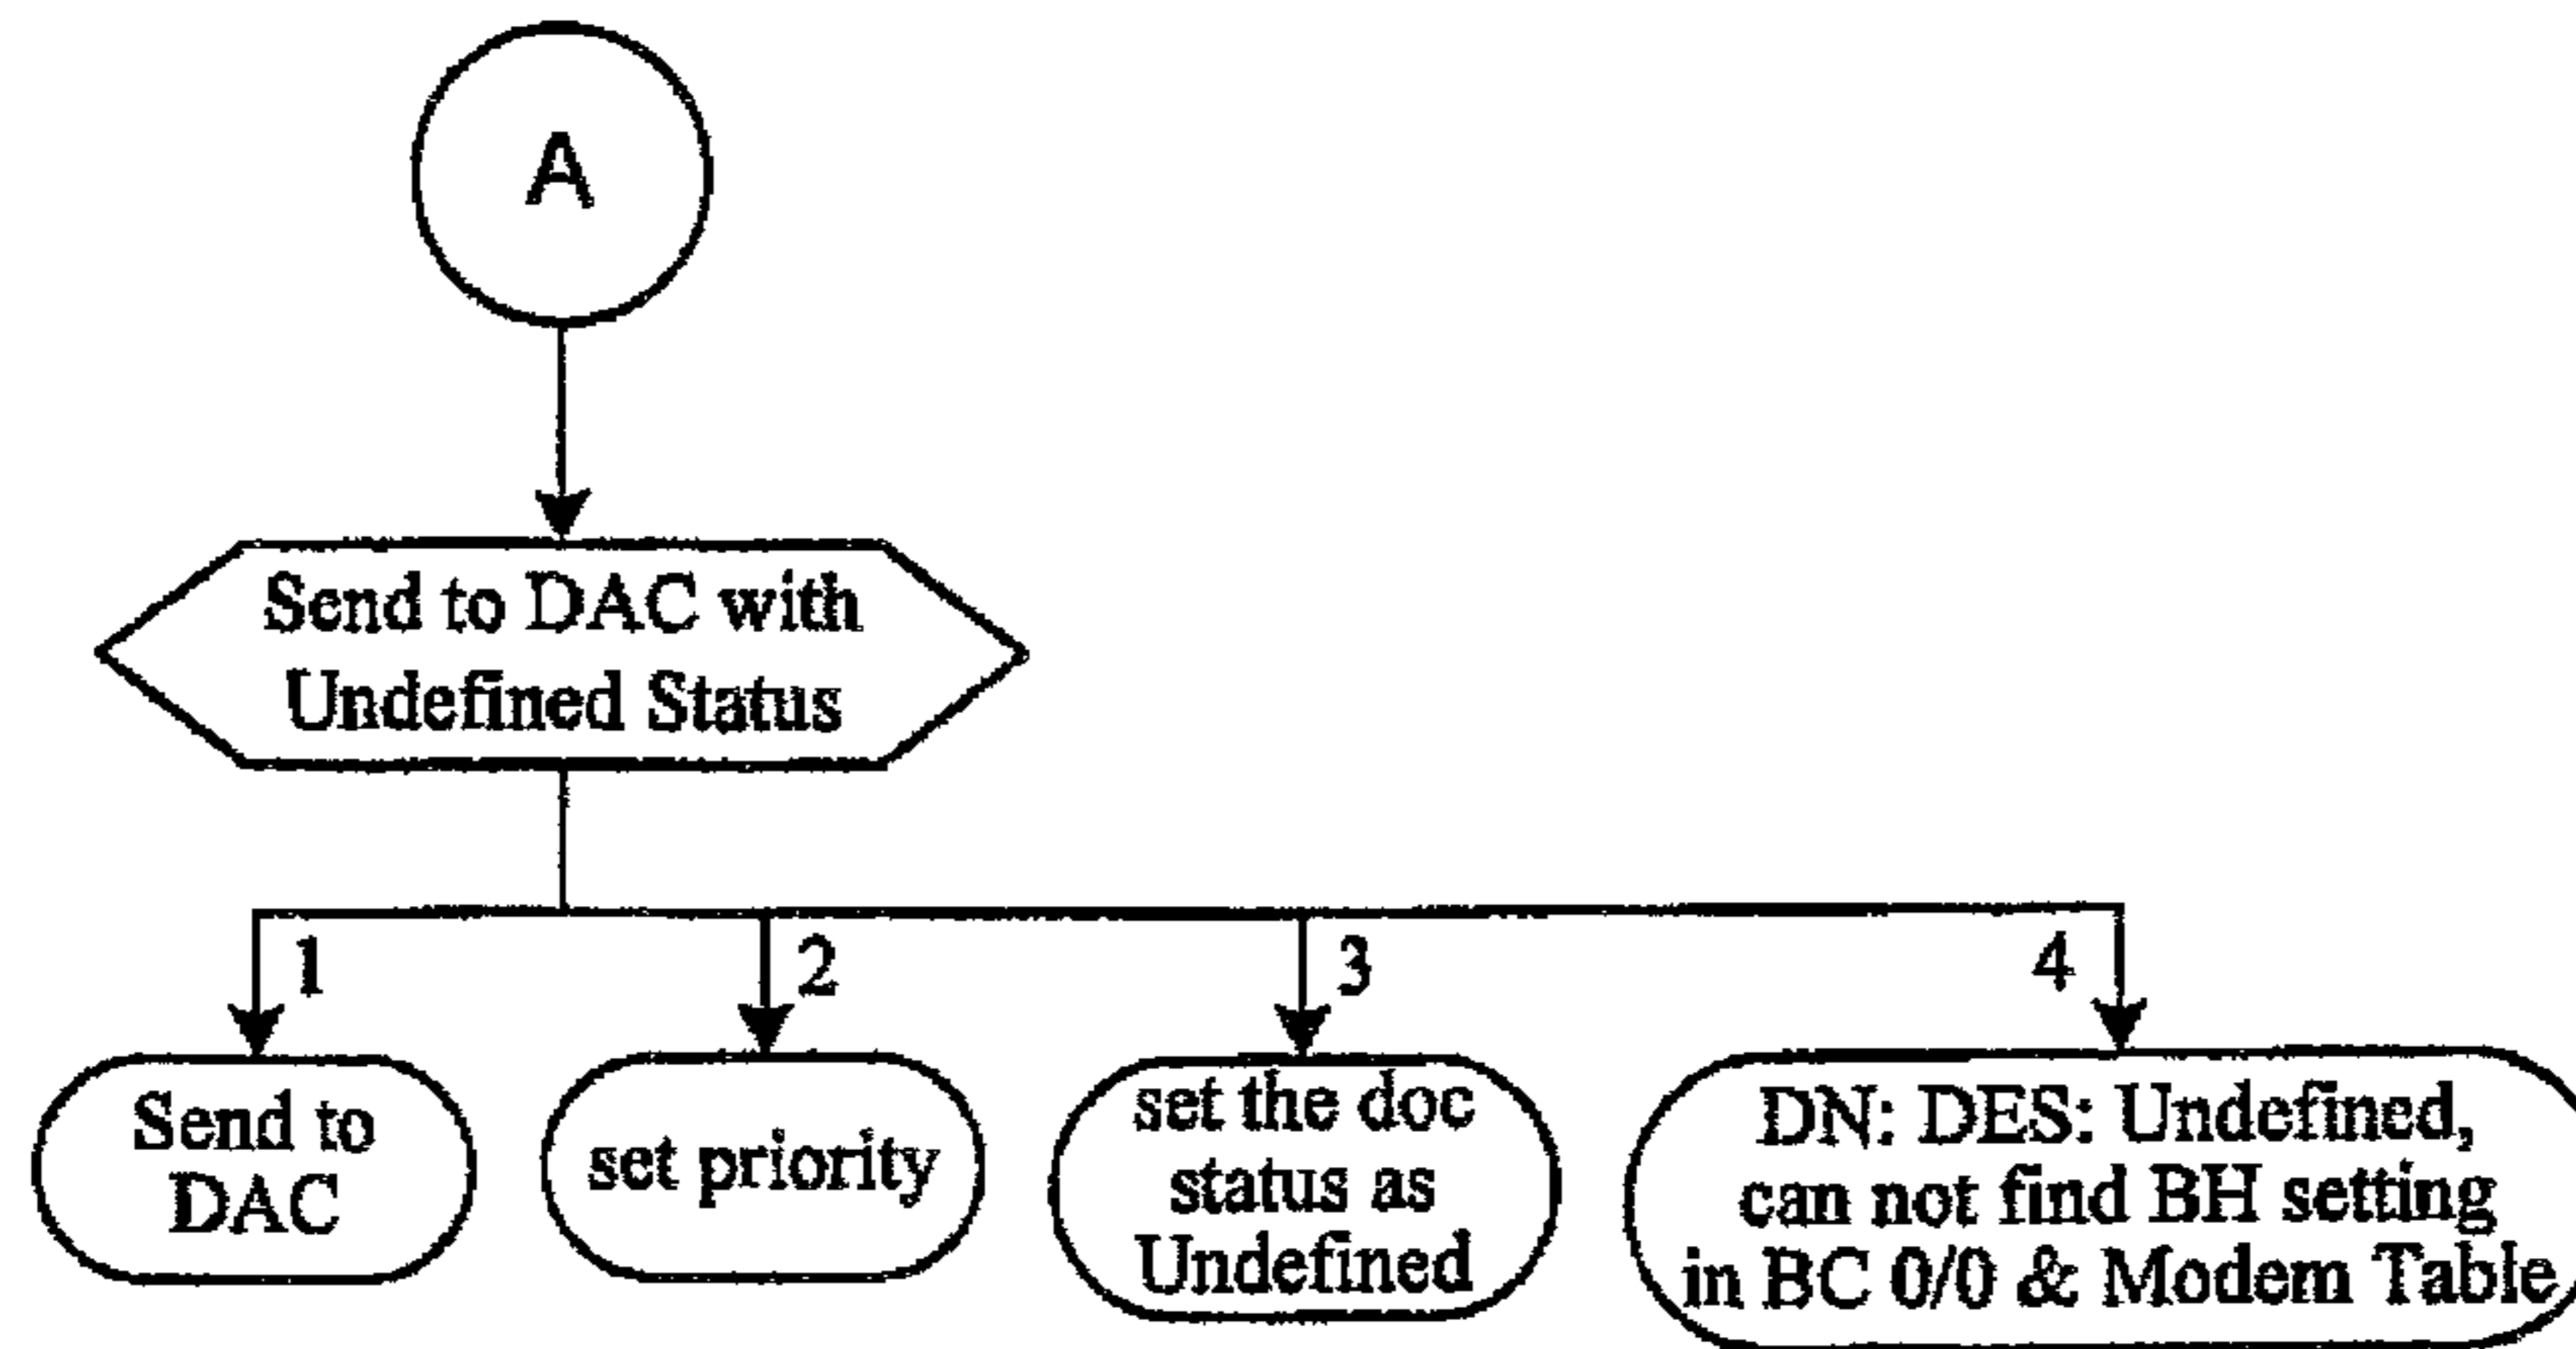 A
Send to DAC with
Undefined Status
1
2
3
4
Send to
DAC
set priority
set the doc
status as
Undefined
DN: DES: Undefined,
can not find BH setting
in BC 0/0 & Modem Table